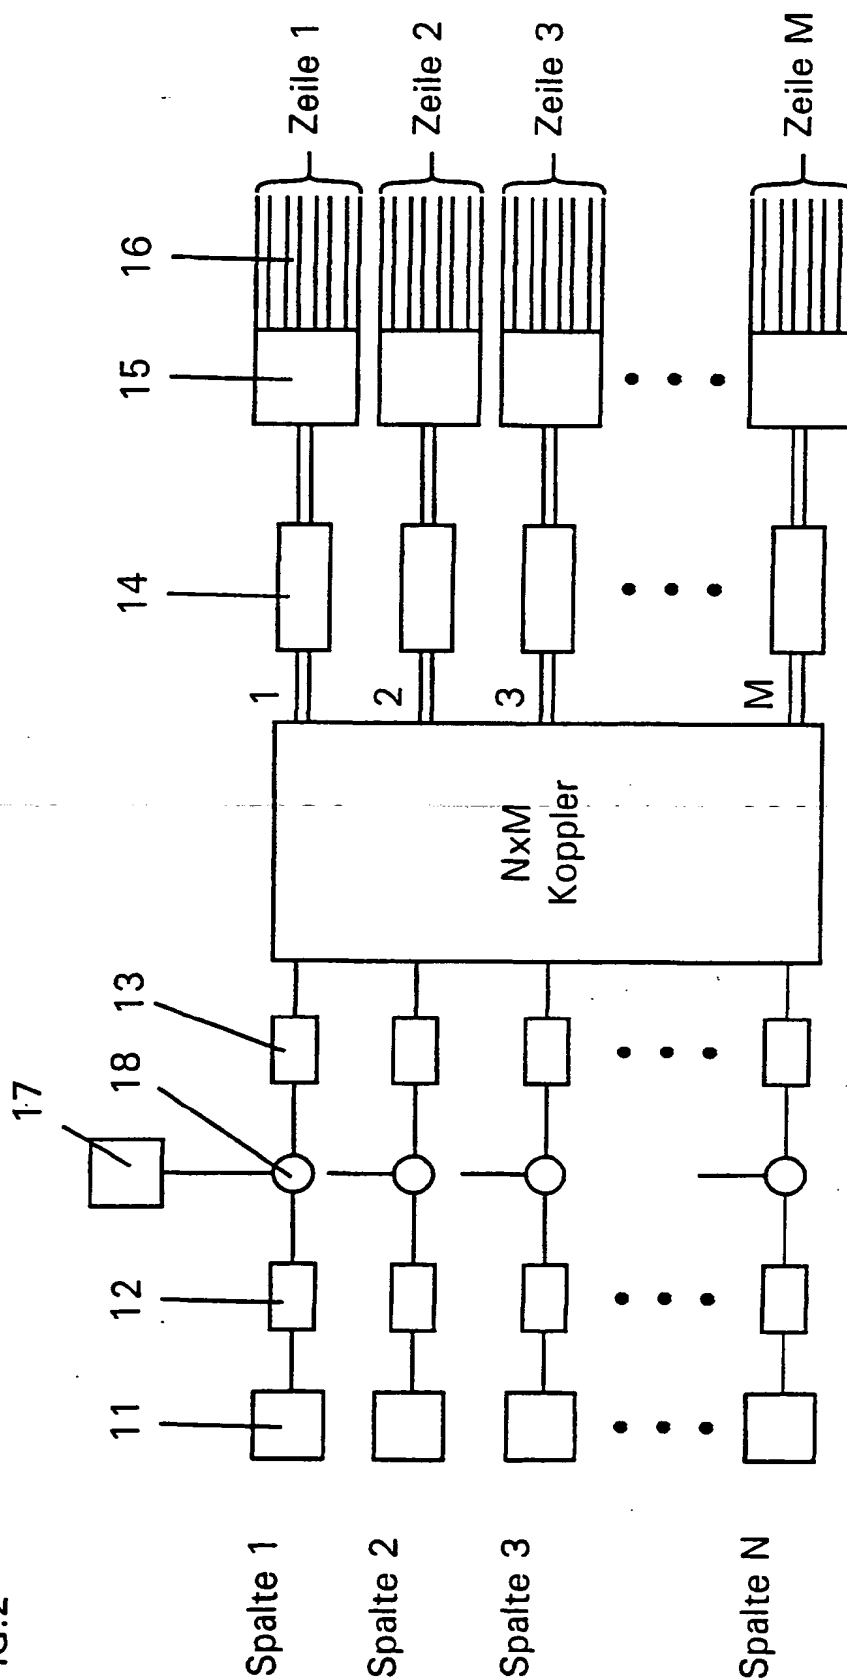 17
11
12
18
13
14
15
16
Spalte 1
1
Zeile 1
Spalte 2
2
Zeile 2
Spalte 3
NxM
Koppler
3
Zeile 3
Spalte N
M
Zeile M